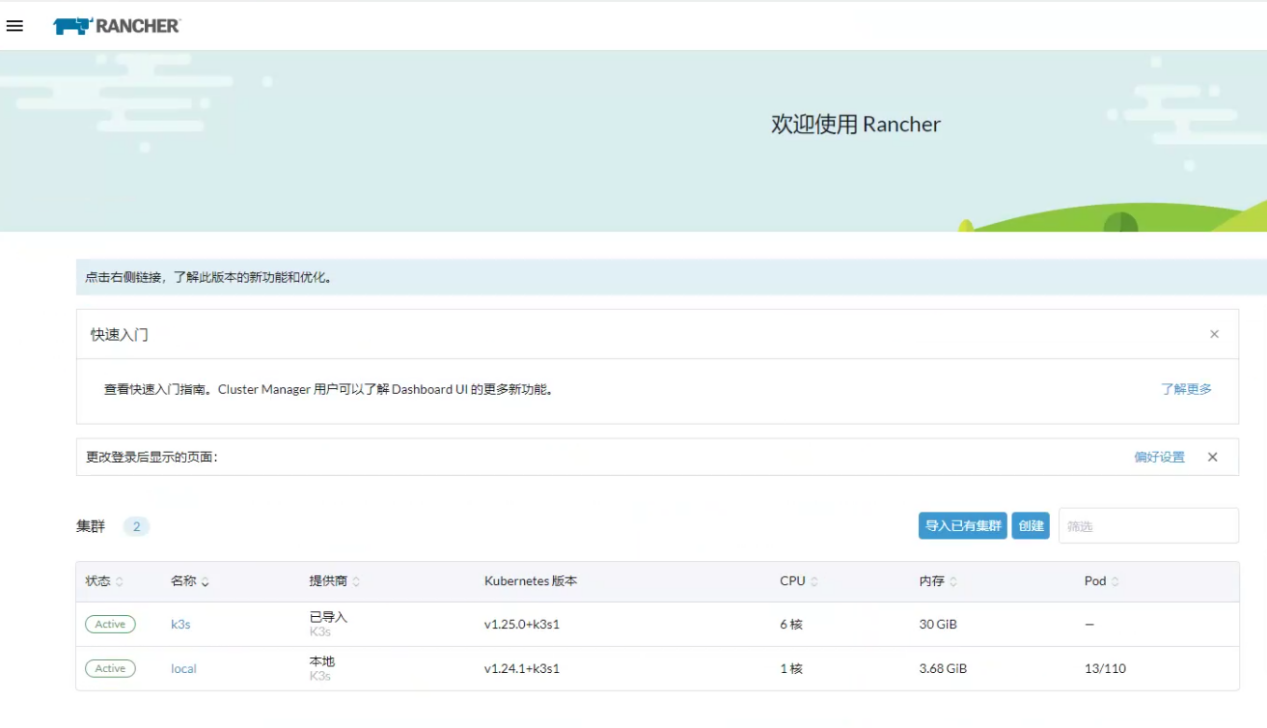 RANCHER
欢迎使用 Rancher
点击右侧链接，了解此版本的新功能和优化。
快速入门
查看快速入门指南。Cluster Manager 用户可以了解 Dashboard UI 的更多新功能。 了解更多
更改登录后显示的页面： 偏好设置
集群 2 导入已有集群 创建 筛选
状态 名称 提供商 Kubernetes 版本 CPU 内存 Pod
Active k3s 已导入 K3s v1.25.0+k3s1 6 核 30 GiB —
Active local 本地 K3s v1.24.1+k3s1 1 核 3.68 GiB 13/110